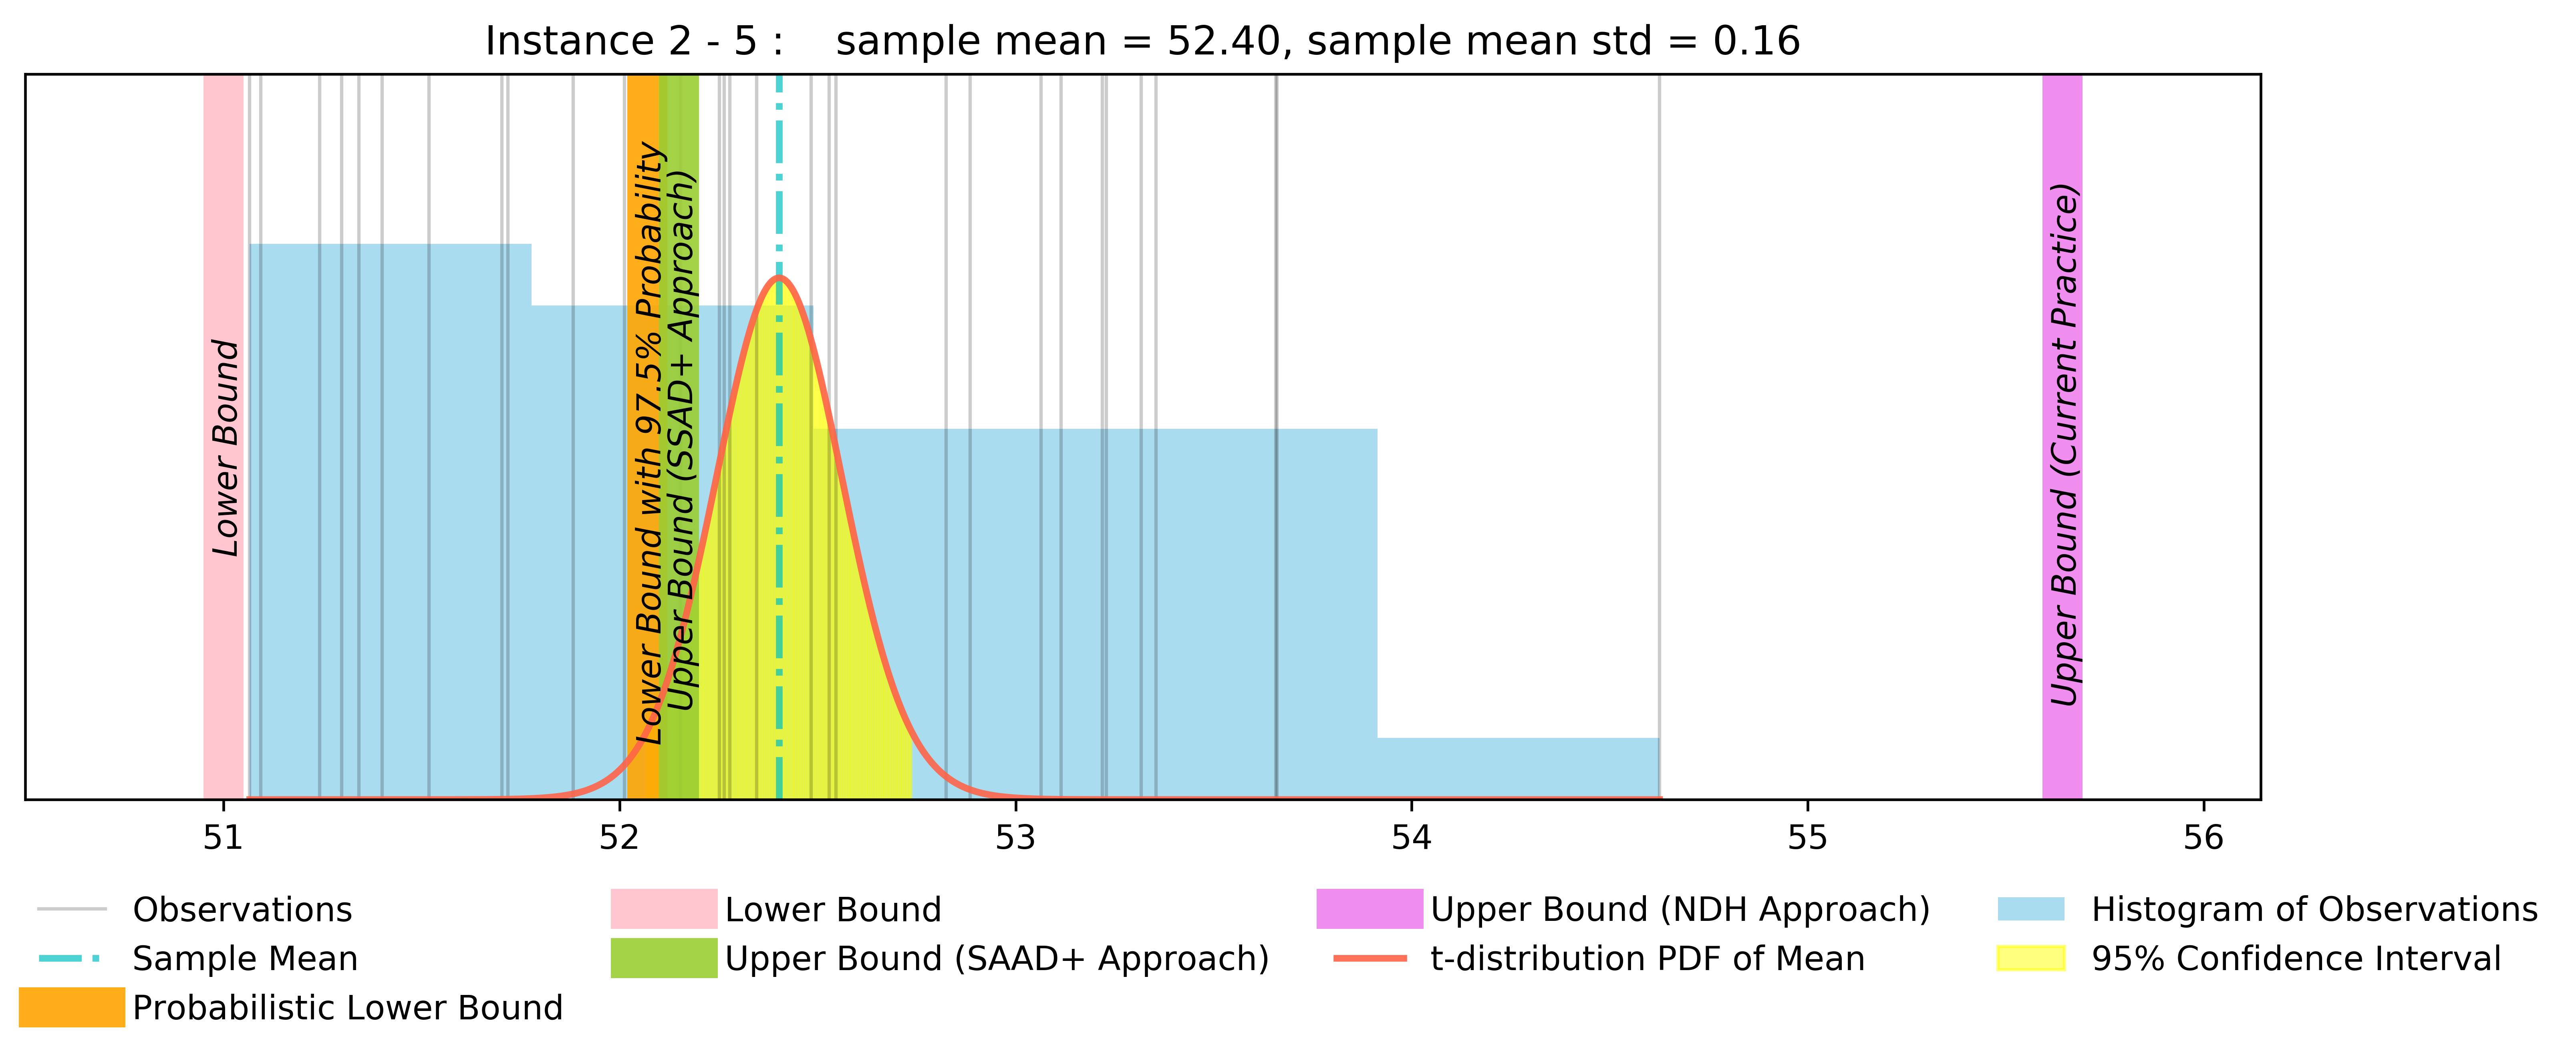 Instance 2 - 5 :    sample mean = 52.40, sample mean std = 0.16
Lower Bound
Lower Bound with 97.5% Probability
Upper Bound (SSAD+ Approach)
Upper Bound (Current Practice)
51 52 53 54 55 56
Observations
Sample Mean
Probabilistic Lower Bound
Lower Bound
Upper Bound (SAAD+ Approach)
Upper Bound (NDH Approach)
t-distribution PDF of Mean
Histogram of Observations
95% Confidence Interval